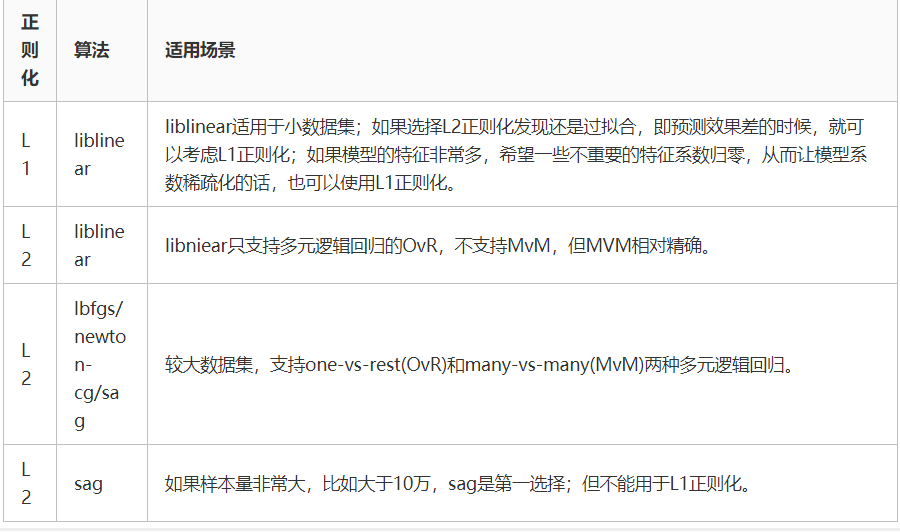 正
则
化
算法
适用场景
L
1
libline
ar
liblinear适用于小数据集；如果选择L2正则化发现还是过拟合，即预测效果差的时候，就可
以考虑L1正则化；如果模型的特征非常多，希望一些不重要的特征系数归零，从而让模型系
数稀疏化的话，也可以使用L1正则化。
L
2
libline
ar
libniear只支持多元逻辑回归的OvR，不支持MvM，但MVM相对精确。
L
2
lbfgs/
newto
n-
cg/sa
g
较大数据集，支持one-vs-rest(OvR)和many-vs-many(MvM)两种多元逻辑回归。
L
2
sag
如果样本量非常大，比如大于10万，sag是第一选择；但不能用于L1正则化。